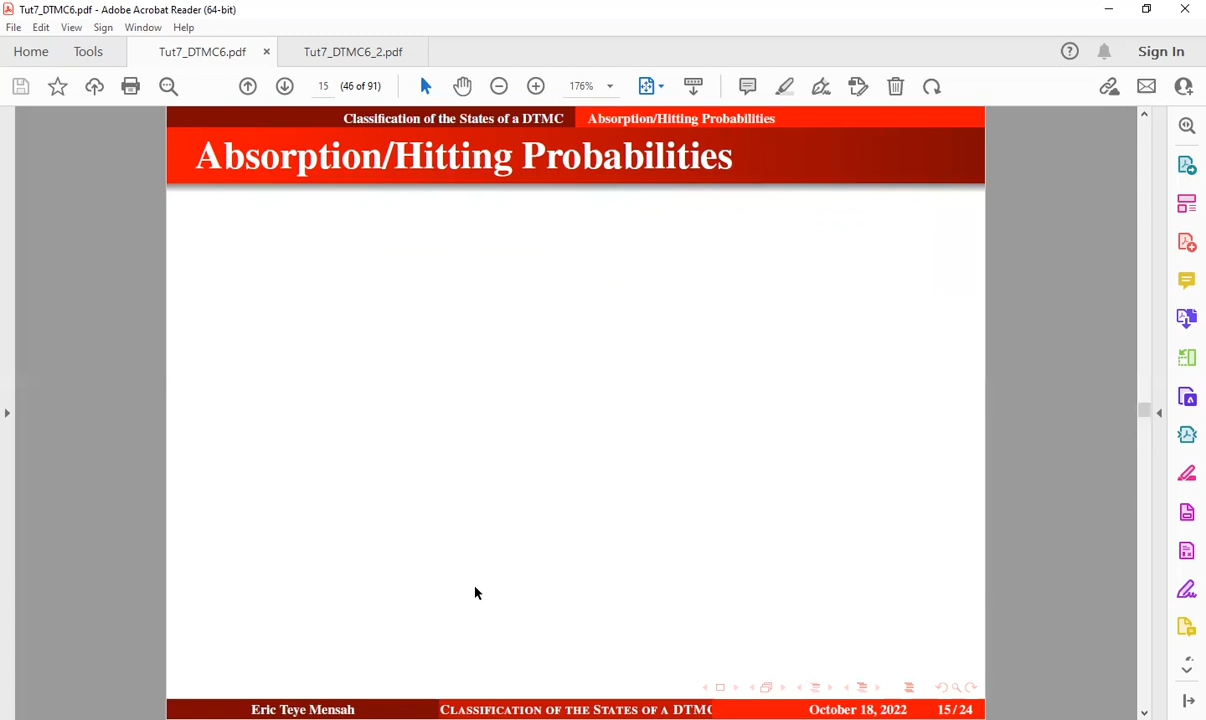 Tut7_DTMC6.pdf - Adobe Acrobat Reader (64-bit)
File Edit View Sign Window Help
Home Tools Tut7_DTMC6.pdf × Tut7_DTMC6_2.pdf Sign In
15 (46 of 91) 176%
Classification of the States of a DTMC Absorption/Hitting Probabilities
Absorption/Hitting Probabilities
Eric Teye Mensah CLASSIFICATION OF THE STATES OF A DTMC October 18, 2022 15 / 24